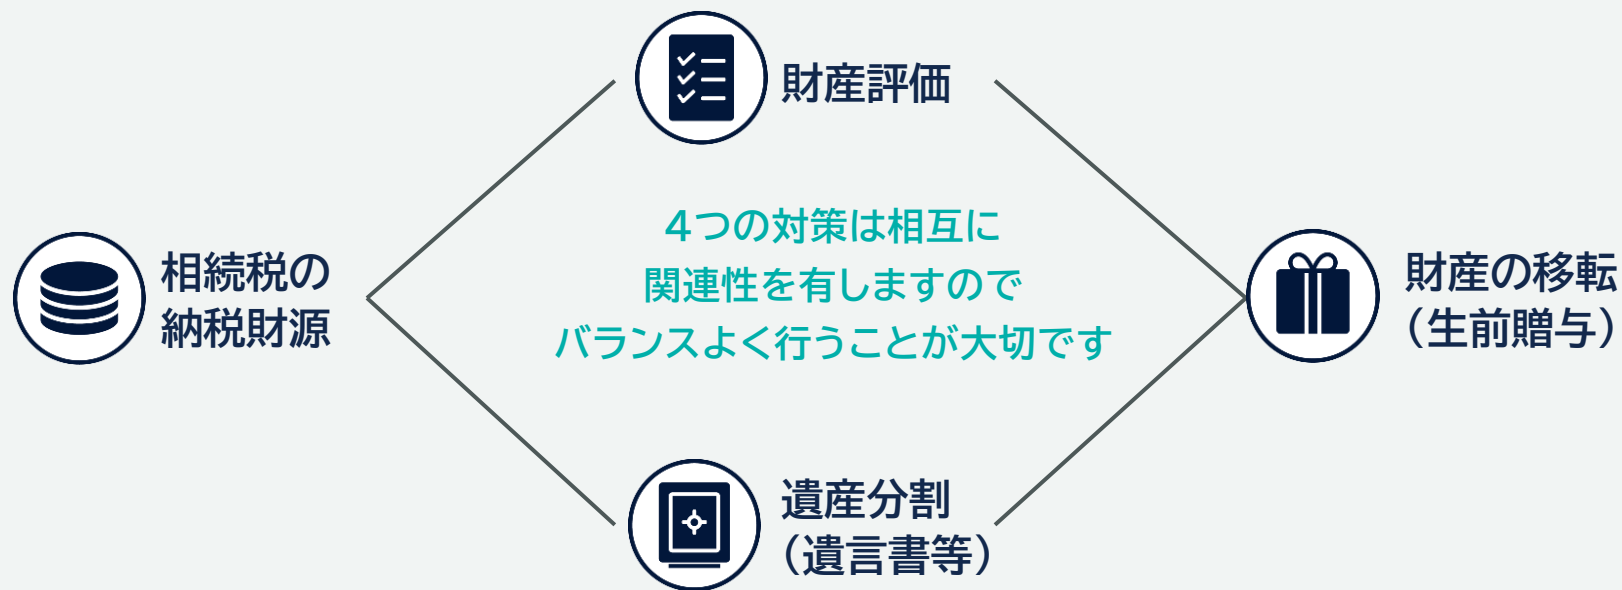 財産評価
4つの対策は相互に
関連性を有しますので
バランスよく行うことが大切です
相続税の
納税財源
財産の移転
(生前贈与)
遺産分割
(遺言書等)